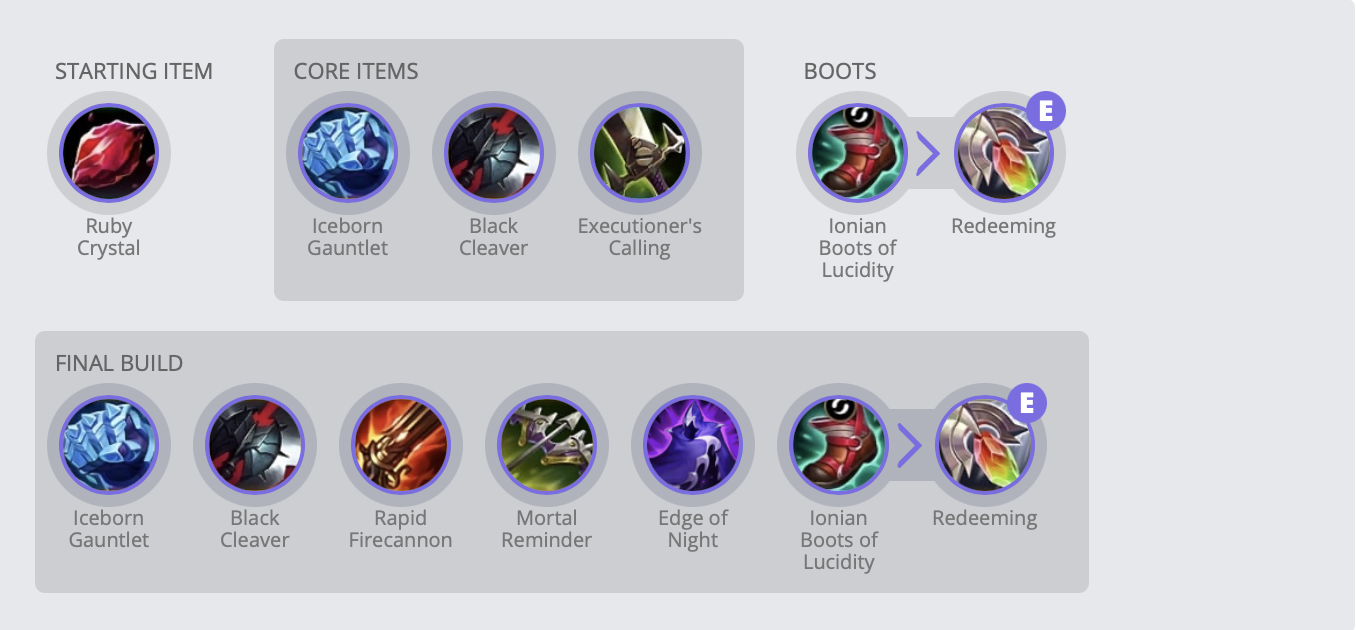 STARTING ITEM
Ruby
Crystal
CORE ITEMS
Iceborn
Gauntlet
Black
Cleaver
Executioner's
Calling
BOOTS
Ionian
Boots of
Lucidity
E
Redeeming
FINAL BUILD
Iceborn
Gauntlet
Black
Cleaver
Rapid
Firecannon
Mortal
Reminder
Edge of
Night
Ionian
Boots of
Lucidity
E
Redeeming